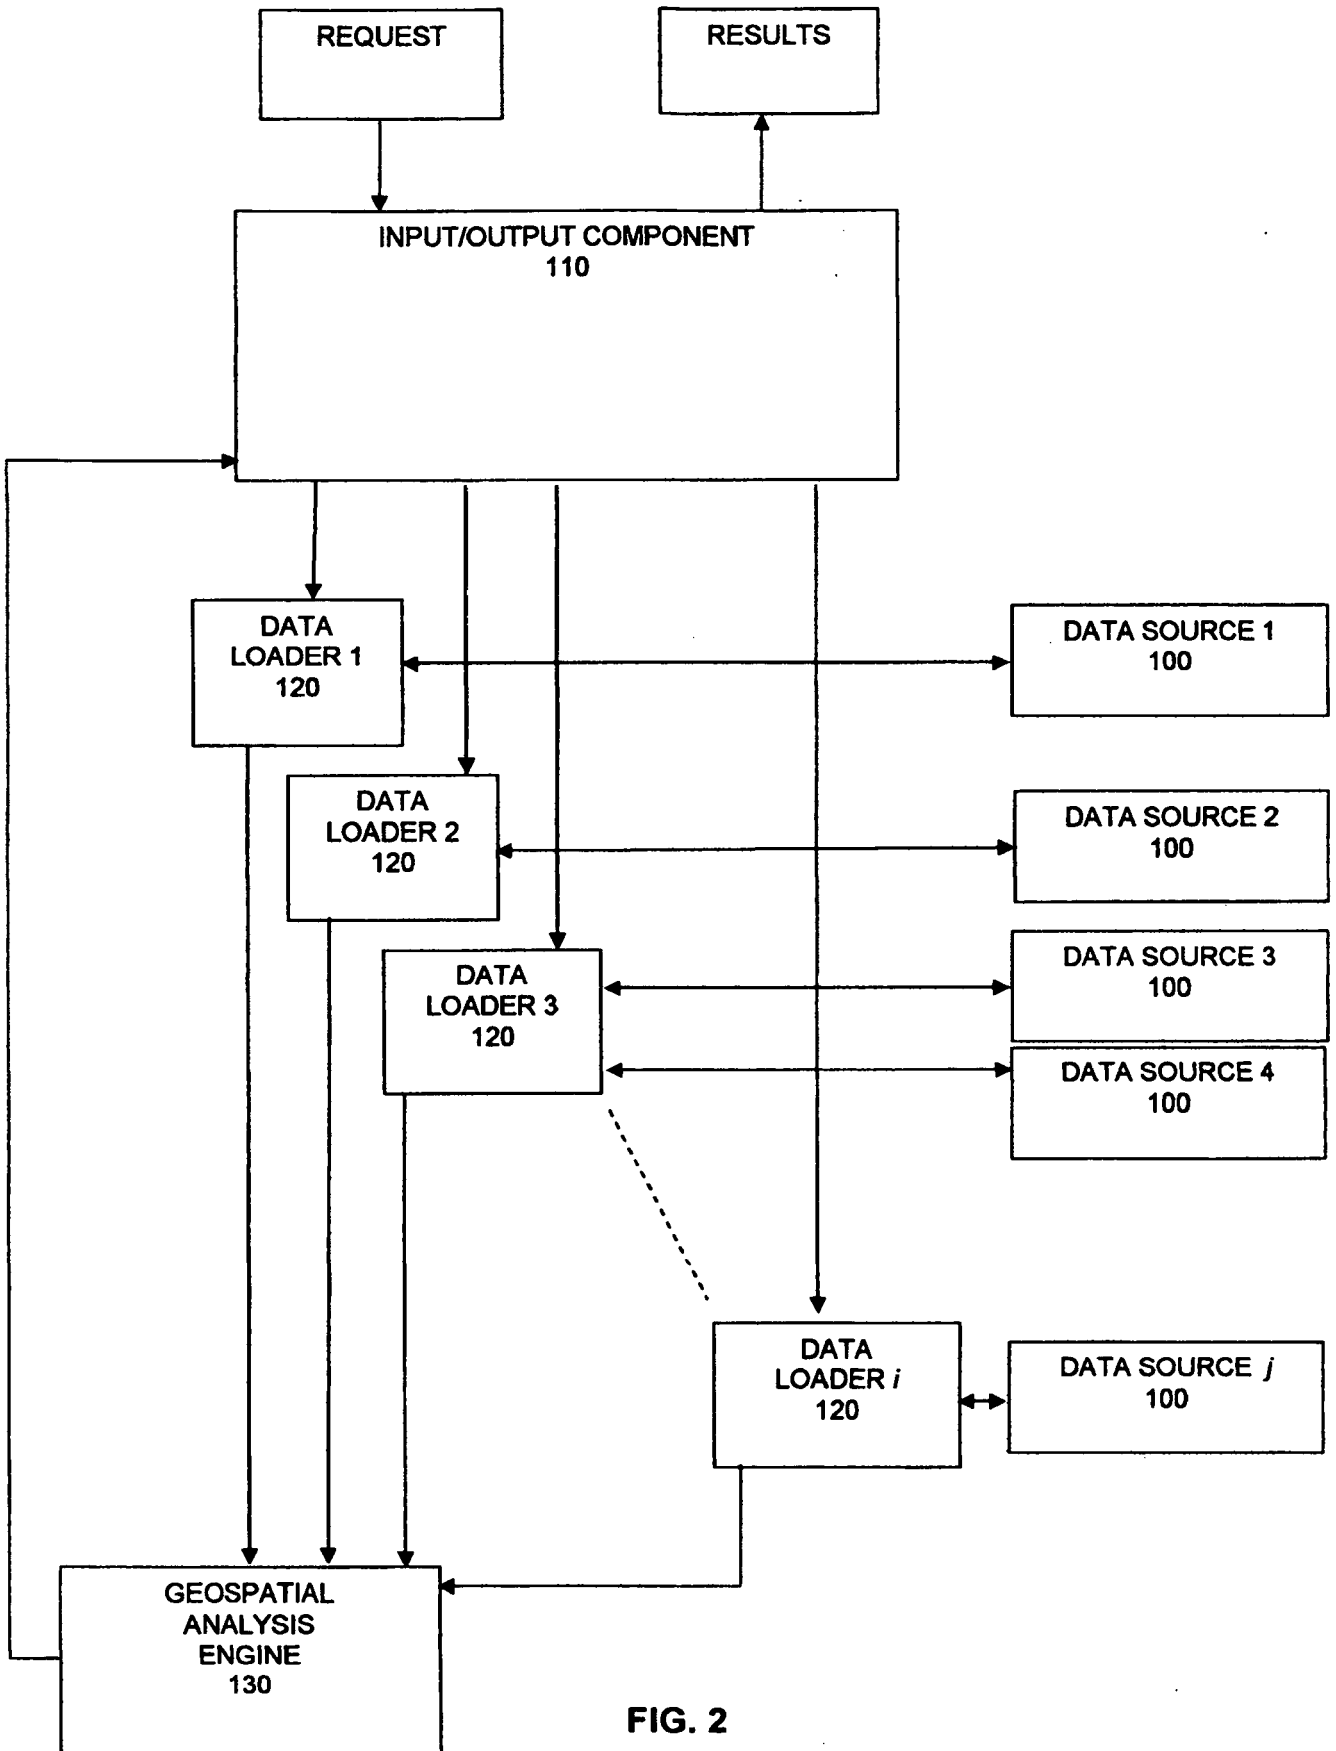 REQUEST
RESULTS
INPUT/OUTPUT COMPONENT
110
DATA
LOADER 1
120
DATA SOURCE 1
100
DATA
LOADER 2
120
DATA SOURCE 2
100
DATA
LOADER 3
120
DATA SOURCE 3
100
DATA SOURCE 4
100
DATA
LOADER i
120
DATA SOURCE j
100
GEOSPATIAL
ANALYSIS
ENGINE
130
FIG. 2